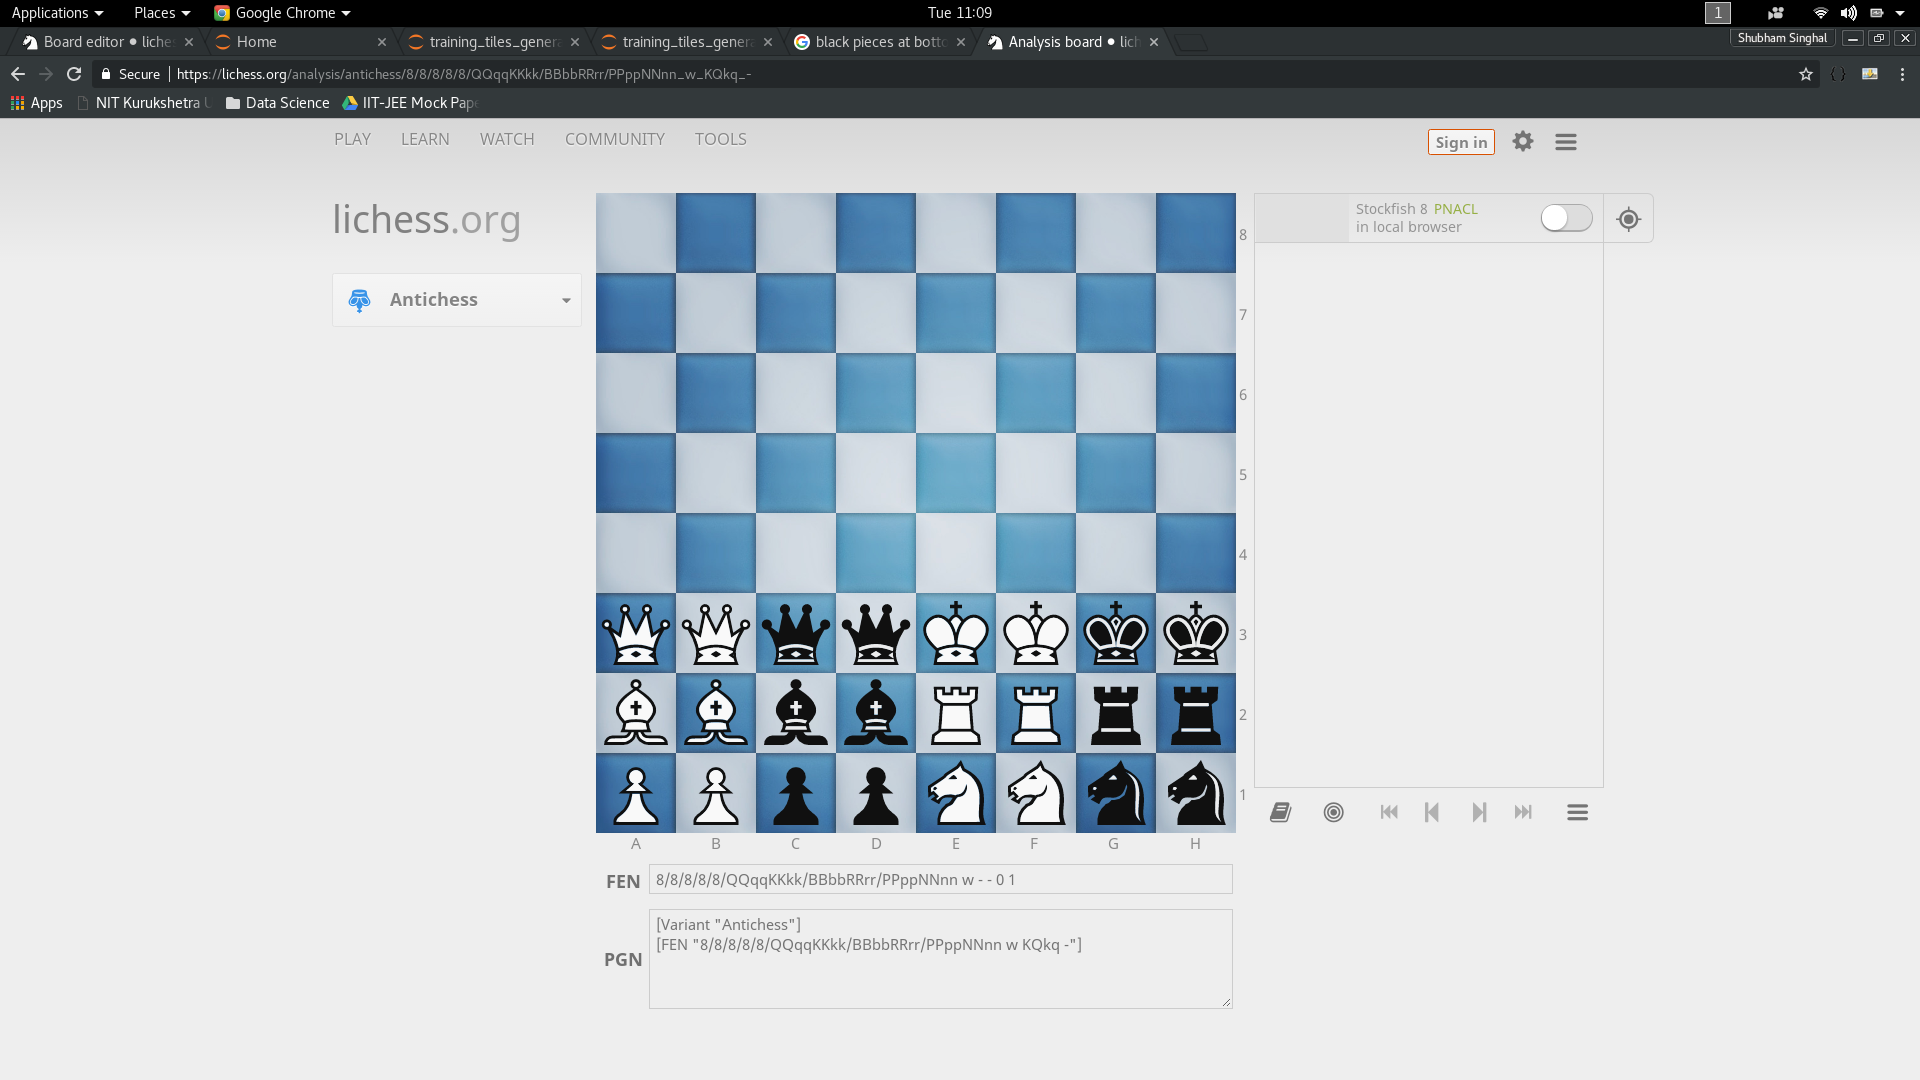 Applications Places Google Chrome Tue 11:09 1
Board editor • liches Home training_tiles_genera training_tiles_genera black pieces at botto Analysis board • lich Shubham Singhal
Secure https://lichess.org/analysis/antichess/8/8/8/8/8/QQqqKKkk/BBbbRRrr/PPppNNnn_w_KQkq_-
Apps NIT Kurukshetra U Data Science IIT-JEE Mock Pape
PLAY LEARN WATCH COMMUNITY TOOLS Sign in
lichess.org
Antichess
Stockfish 8 PNACL
in local browser
8
7
6
5
4
3
2
1
A B C D E F G H
FEN 8/8/8/8/8/QQqqKKkk/BBbbRRrr/PPppNNnn w - - 0 1
PGN [Variant "Antichess"]
[FEN "8/8/8/8/8/QQqqKKkk/BBbbRRrr/PPppNNnn w KQkq -"]